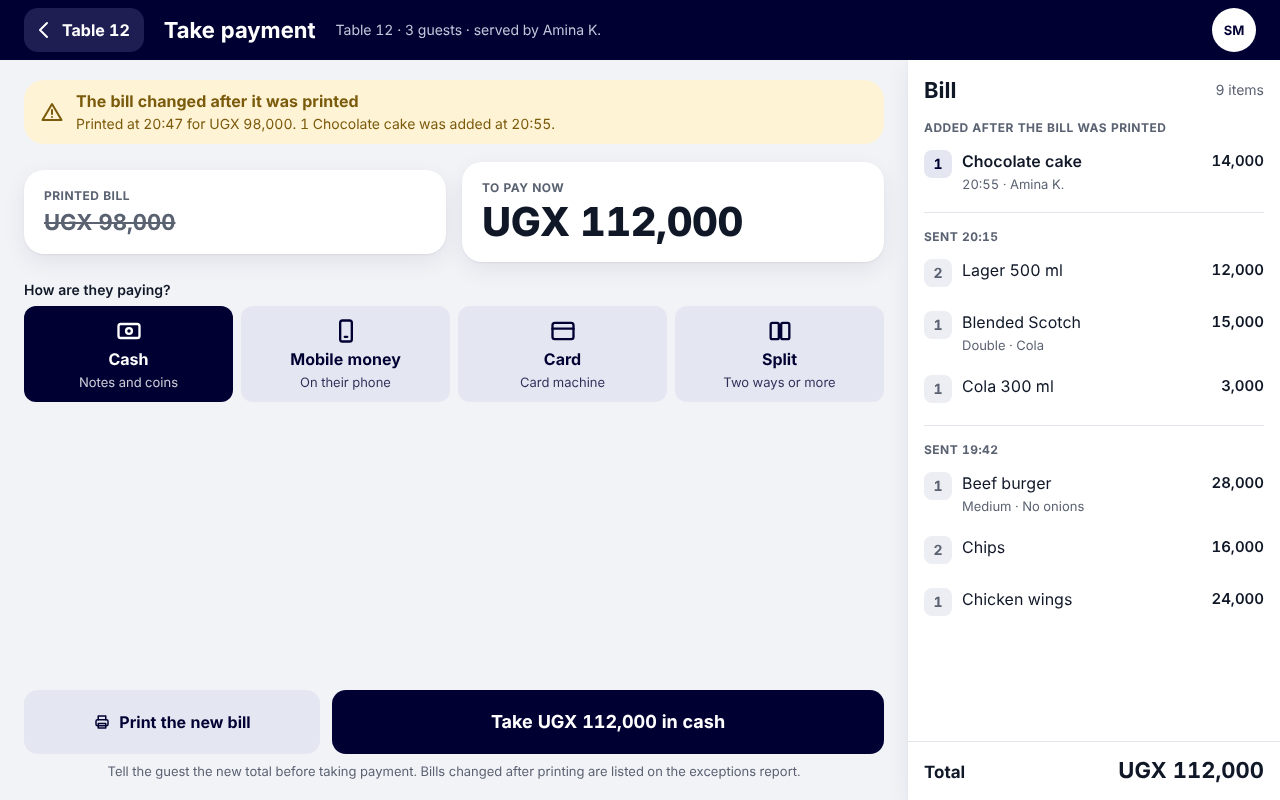 Table 12
Take payment
Table 12 · 3 guests · served by Amina K.
SM
The bill changed after it was printed
Printed at 20:47 for UGX 98,000. 1 Chocolate cake was added at 20:55.
PRINTED BILL
UGX 98,000
TO PAY NOW
UGX 112,000
How are they paying?
Cash
Notes and coins
Mobile money
On their phone
Card
Card machine
Split
Two ways or more
Print the new bill
Take UGX 112,000 in cash
Tell the guest the new total before taking payment. Bills changed after printing are listed on the exceptions report.
Bill
9 items
ADDED AFTER THE BILL WAS PRINTED
1 Chocolate cake 14,000
20:55 · Amina K.
SENT 20:15
2 Lager 500 ml 12,000
1 Blended Scotch 15,000
Double · Cola
1 Cola 300 ml 3,000
SENT 19:42
1 Beef burger 28,000
Medium · No onions
2 Chips 16,000
1 Chicken wings 24,000
Total UGX 112,000